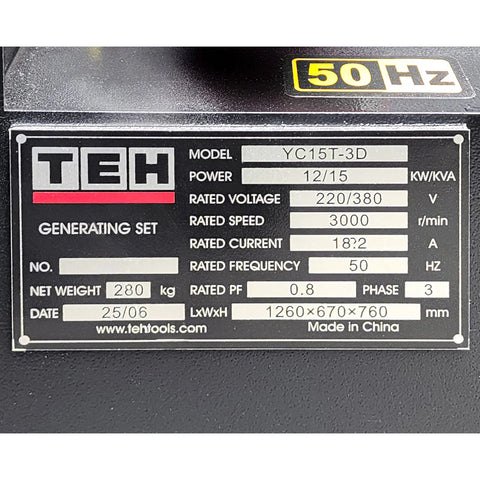 50 Hz
TEH
GENERATING SET
MODEL YC15T-3D
POWER 12/15 KW/KVA
RATED VOLTAGE 220/380 V
RATED SPEED 3000 r/min
RATED CURRENT 18.2 A
NO. RATED FREQUENCY 50 HZ
NET WEIGHT 280 kg RATED PF 0.8 PHASE 3
DATE 25/06 LxWxH 1260×670×760 mm
www.tehtools.com Made in China